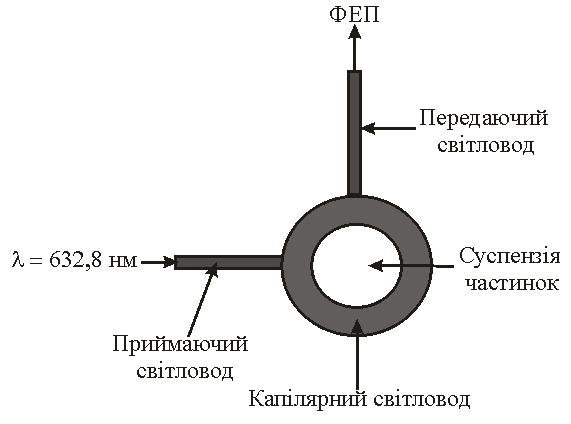 ФЕП
Передаючий
світловод
λ = 632,8 нм
Суспензія
частинок
Приймаючий
світловод
Капілярний світловод